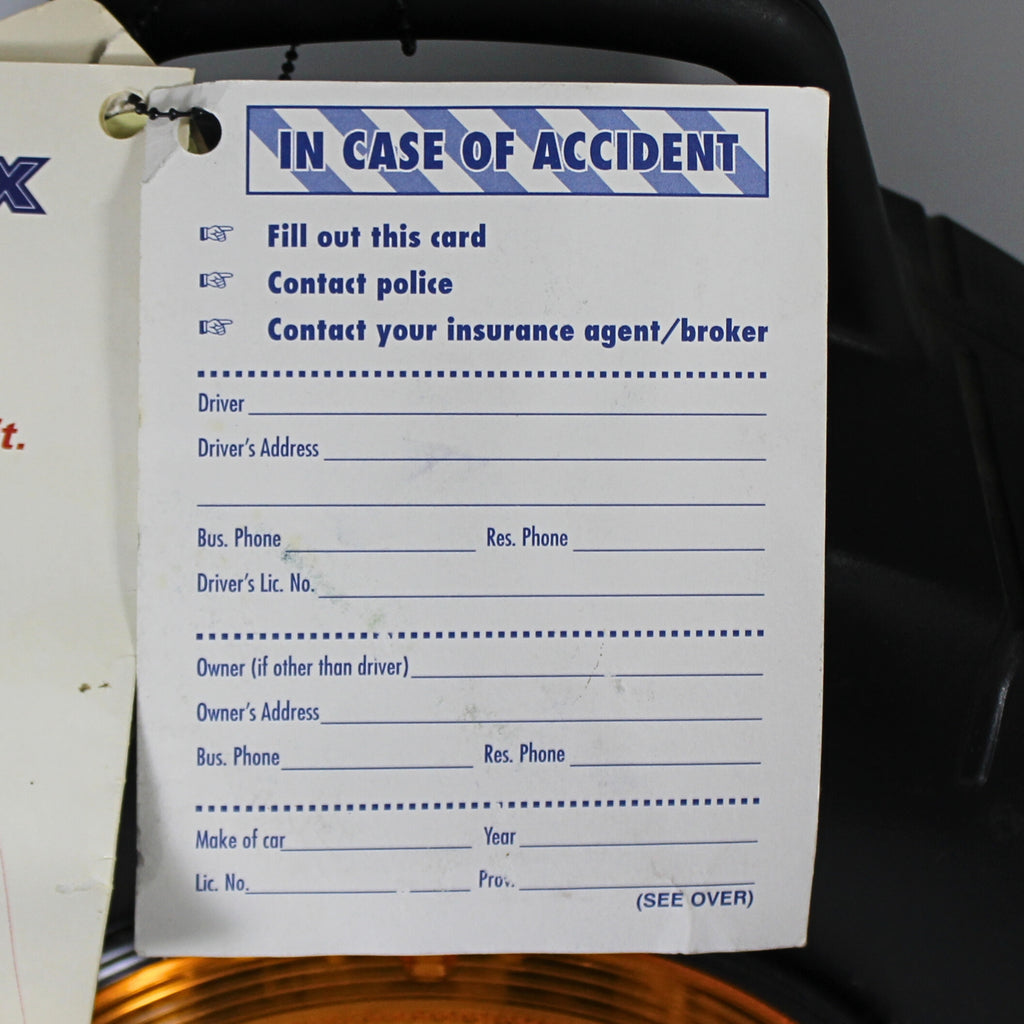 x
t.
IN CASE OF ACCIDENT
Fill out this card
Contact police
Contact your insurance agent/broker
Driver
Driver's Address
Bus. Phone Res. Phone
Driver's Lic. No.
Owner (if other than driver)
Owner's Address
Bus. Phone Res. Phone
Make of car Year
Lic. No. Prov.
(SEE OVER)